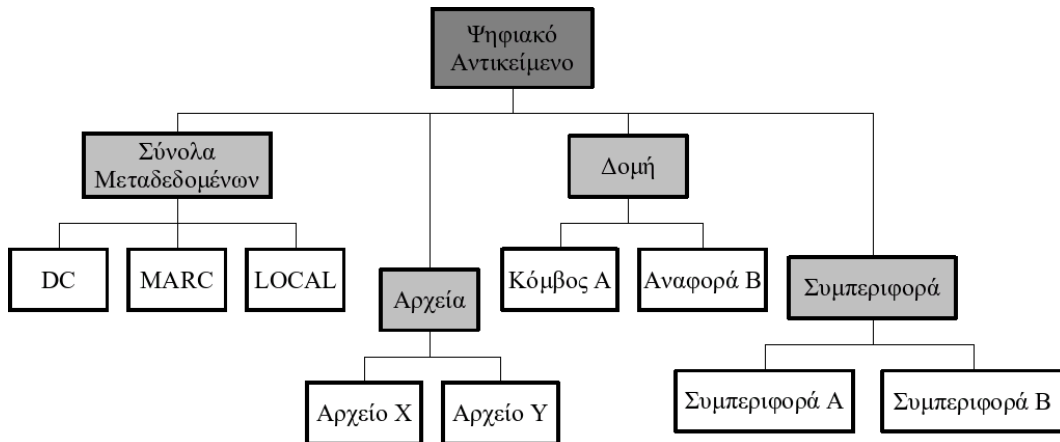 Ψηφιακό
Αντικείμενο
Σύνολα
Μεταδεδομένων
Δομή
DC
MARC
LOCAL
Αρχεία
Κόμβος Α
Αναφορά Β
Συμπεριφορά
Αρχείο Χ
Αρχείο Υ
Συμπεριφορά Α
Συμπεριφορά Β